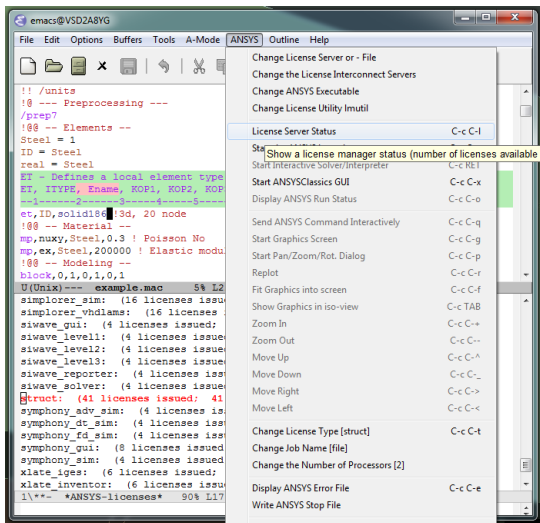 emacs@VSD2A8YG
File Edit Options Buffers Tools A-Mode ANSYS Outline Help
!! /units
!@ --- Preprocessing ---
/prep7
!@@ -- Elements --
Steel = 1
ID = Steel
real = Steel
ET - Defines a local element type
ET, ITYPE, Ename, KOP1, KOP2, KOP
--1------2------3-----4-----5----
et,ID,solid186 !3d, 20 node
!@@ -- Material --
mp,nuxy,Steel,0.3 ! Poisson No
mp,ex,Steel,200000 ! Elastic modu
!@@ -- Modeling --
block,0,1,0,1,0,1
U(Unix)--- example.mac 5% L2
simplorer_sim: (16 licenses issu
simplorer_vhdlams: (16 licenses
siwave_gui: (4 licenses issued;
siwave_level1: (4 licenses issue
siwave_level2: (4 licenses issue
siwave_level3: (4 licenses issue
siwave_reporter: (4 licenses iss
siwave_solver: (4 licenses issue
struct: (41 licenses issued; 41
symphony_adv_sim: (4 licenses is
symphony_dt_sim: (4 licenses iss
symphony_fd_sim: (4 licenses iss
symphony_gui: (8 licenses issued
symphony_sim: (4 licenses issued
xlate_iges: (6 licenses issued;
xlate_inventor: (6 licenses issue
1\**- *ANSYS-licenses* 90% L17
Change License Server or - File
Change the License Interconnect Servers
Change ANSYS Executable
Change License Utility lmutil
License Server Status C-c C-l
Show a license manager status (number of licenses available
Start Interactive Solver/Interpreter C-c RET
Start ANSYSClassics GUI C-c C-x
Display ANSYS Run Status C-c C-o
Send ANSYS Command Interactively C-c C-q
Start Graphics Screen C-c C-g
Start Pan/Zoom/Rot. Dialog C-c C-p
Replot C-c C-r
Fit Graphics into screen C-c C-f
Show Graphics in iso-view C-c TAB
Zoom In C-c C-+
Zoom Out C-c C--
Move Up C-c C-^
Move Down C-c C-_
Move Right C-c C->
Move Left C-c C-<
Change License Type [struct] C-c C-t
Change Job Name [file]
Change the Number of Processors [2]
Display ANSYS Error File C-c C-e
Write ANSYS Stop File